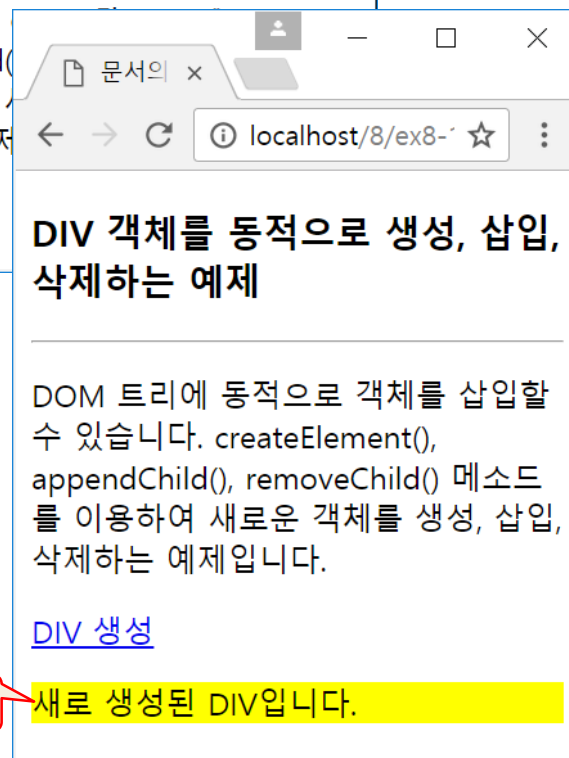 문서의
localhost/8/ex8-
DIV 객체를 동적으로 생성, 삽입,
삭제하는 예제
DOM 트리에 동적으로 객체를 삽입할
수 있습니다. createElement(),
appendChild(), removeChild() 메소드
를 이용하여 새로운 객체를 생성, 삽입,
삭제하는 예제입니다.
DIV 생성
새로 생성된 DIV입니다.